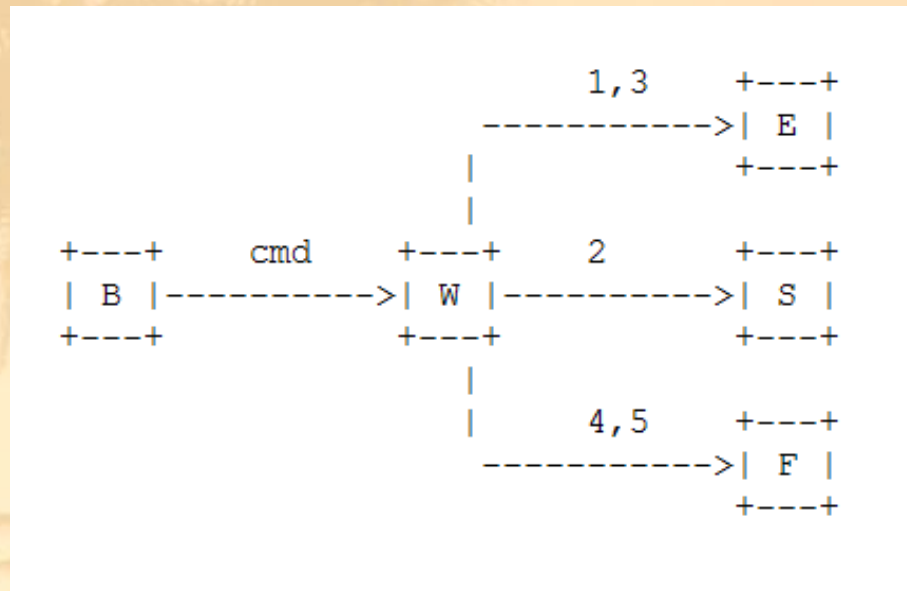 1,3    +---+
                   ----------->| E |
                  |            +---+
                  |
+---+    cmd    +---+    2     +---+
| B |---------->| W |--------->| S |
+---+           +---+          +---+
                  |
                  |     4,5    +---+
                   ----------->| F |
                               +---+